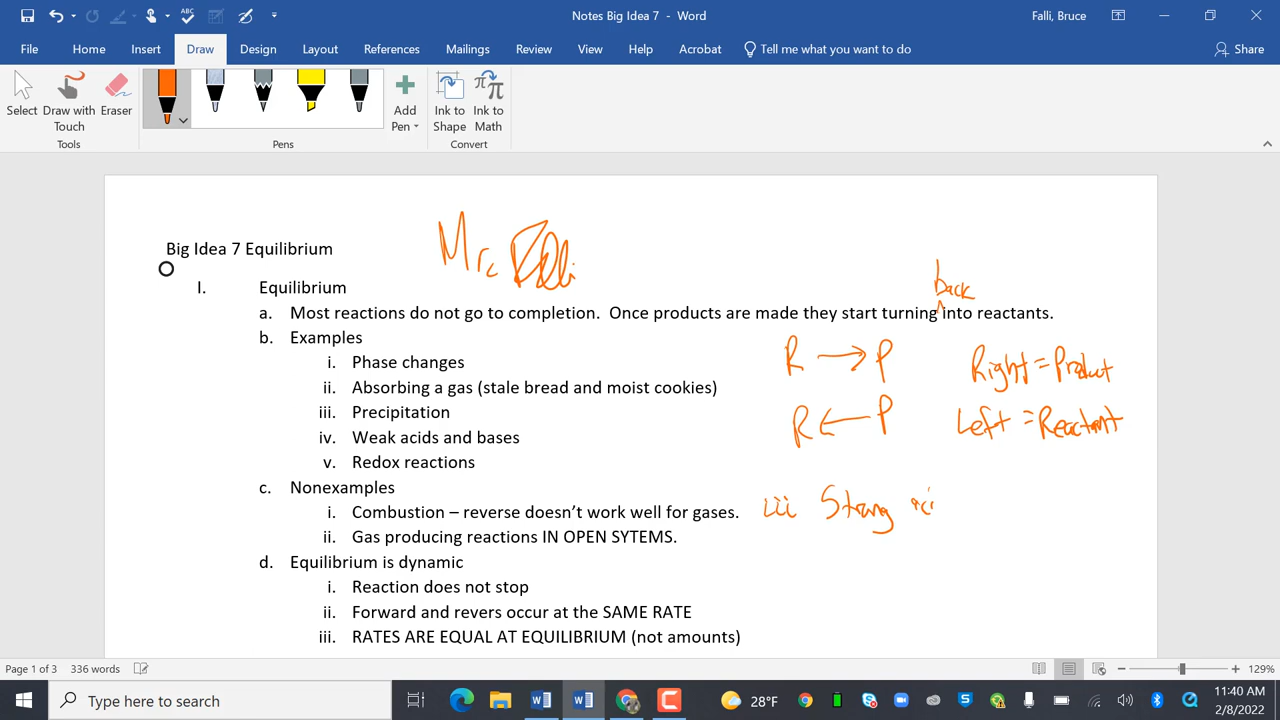 Notes Big Idea 7 - Word
Falli, Bruce
File Home Insert Draw Design Layout References Mailings Review View Help Acrobat Tell me what you want to do Share
Select
Draw with Touch
Eraser
Add Pen
Ink to Shape
Ink to Math
Tools
Pens
Convert
Mr.
Big Idea 7 Equilibrium
back
I. Equilibrium
a. Most reactions do not go to completion. Once products are made they start turning ^ into reactants.
b. Examples
R → P Right = Product
i. Phase changes
ii. Absorbing a gas (stale bread and moist cookies)
iii. Precipitation
R ← P Left = Reactant
iv. Weak acids and bases
v. Redox reactions
c. Nonexamples
i. Combustion – reverse doesn't work well for gases. iii Strong aci
ii. Gas producing reactions IN OPEN SYTEMS.
d. Equilibrium is dynamic
i. Reaction does not stop
ii. Forward and revers occur at the SAME RATE
iii. RATES ARE EQUAL AT EQUILIBRIUM (not amounts)
Page 1 of 3 336 words 129%
Type here to search
28°F
11:40 AM
2/8/2022